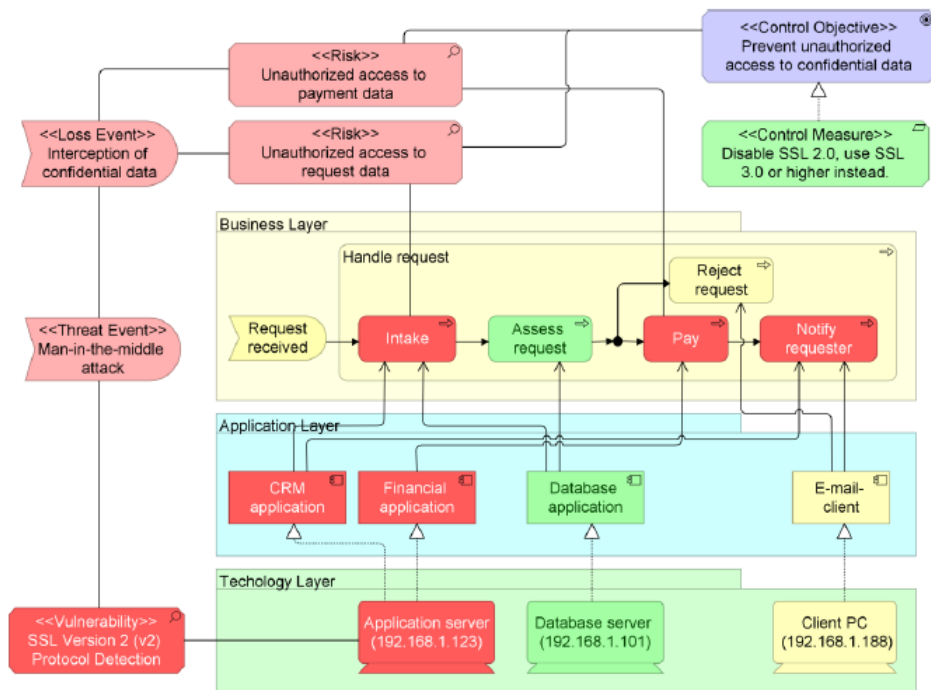 <<Control Objective>>
Prevent unauthorized
access to confidential data
<<Risk>>
Unauthorized access to
payment data
<<Loss Event>>
Interception of
confidential data
<<Risk>>
Unauthorized access to
request data
<<Control Measure>>
Disable SSL 2.0, use SSL
3.0 or higher instead.
Business Layer
Handle request
Reject
request
<<Threat Event>>
Man-in-the-middle
attack
Request
received
Intake
Assess
request
Pay
Notify
requester
Application Layer
CRM
application
Financial
application
Database
application
E-mail-
client
Techology Layer
<<Vulnerability>>
SSL Version 2 (v2)
Protocol Detection
Application server
(192.168.1.123)
Database server
(192.168.1.101)
Client PC
(192.168.1.188)